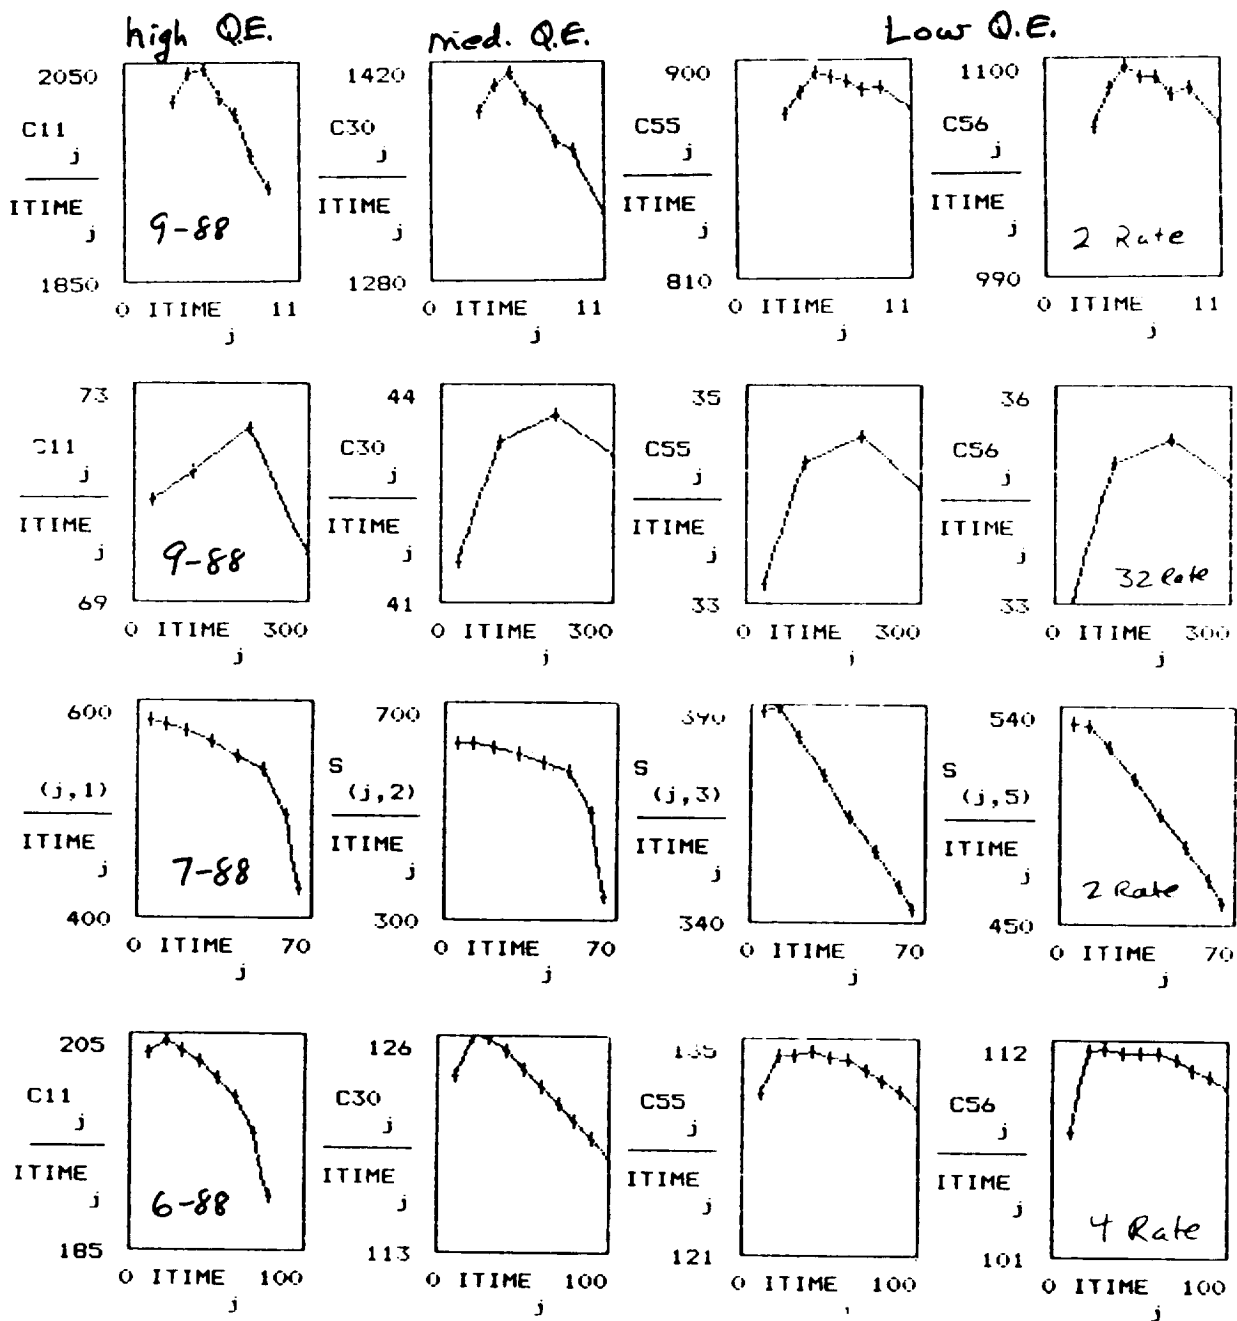 high Q.E.
med. Q.E.
Low Q.E.
2050
C11
j
ITIME
j
1850
0 ITIME 11
j
9-88
1420
C30
j
ITIME
j
1280
0 ITIME 11
j
900
C55
j
ITIME
j
810
0 ITIME 11
j
1100
C56
j
ITIME
j
990
0 ITIME 11
j
2 Rate
73
C11
j
ITIME
j
69
0 ITIME 300
j
9-88
44
C30
j
ITIME
j
41
0 ITIME 300
j
35
C55
j
ITIME
j
33
0 ITIME 300
j
36
C56
j
ITIME
j
33
0 ITIME 300
j
32 Rate
600
(j,1)
ITIME
j
400
0 ITIME 70
j
7-88
700
S
(j,2)
ITIME
j
300
0 ITIME 70
j
390
S
(j,3)
ITIME
j
340
0 ITIME 70
j
540
S
(j,5)
ITIME
j
450
0 ITIME 70
j
2 Rate
205
C11
j
ITIME
j
185
0 ITIME 100
j
6-88
126
C30
j
ITIME
j
113
0 ITIME 100
j
135
C55
j
ITIME
j
121
0 ITIME 100
112
C56
j
ITIME
j
101
0 ITIME 100
j
4 Rate